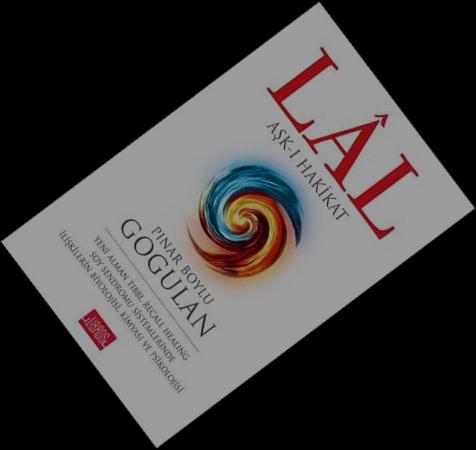 LÂL
AŞK-I HAKİKAT
PINAR BOYLU
GOGULAN
YENİ ALMAN TIBBI, RECALL HEALING
SOY SENDROMU SİSTEMLERİNDE
İLİŞKİLERİN BİYOLOJİSİ, KİMYASI VE PSİKOLOJİSİ
LIBROS